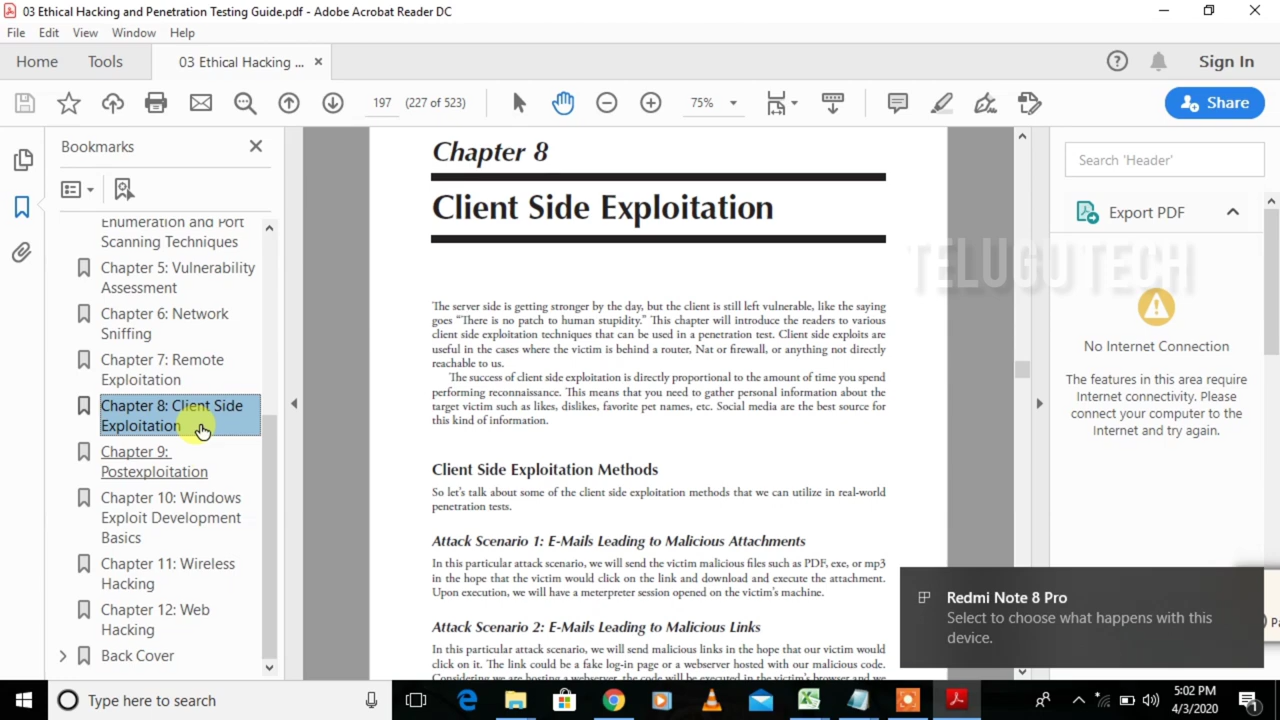 03 Ethical Hacking and Penetration Testing Guide.pdf - Adobe Acrobat Reader DC
File Edit View Window Help
Home Tools 03 Ethical Hacking ... × Sign In
197 (227 of 523) 75% Share
Bookmarks
Enumeration and Port
Scanning Techniques
Chapter 5: Vulnerability
Assessment
Chapter 6: Network
Sniffing
Chapter 7: Remote
Exploitation
Chapter 8: Client Side
Exploitation
Chapter 9:
Postexploitation
Chapter 10: Windows
Exploit Development
Basics
Chapter 11: Wireless
Hacking
Chapter 12: Web
Hacking
Back Cover
Chapter 8
Client Side Exploitation
The server side is getting stronger by the day, but the client is still left vulnerable, like the saying
goes “There is no patch to human stupidity.” This chapter will introduce the readers to various
client side exploitation techniques that can be used in a penetration test. Client side exploits are
useful in the cases where the victim is behind a router, Nat or firewall, or anything not directly
reachable to us.
The success of client side exploitation is directly proportional to the amount of time you spend
performing reconnaissance. This means that you need to gather personal information about the
target victim such as likes, dislikes, favorite pet names, etc. Social media are the best source for
this kind of information.
Client Side Exploitation Methods
So let’s talk about some of the client side exploitation methods that we can utilize in real-world
penetration tests.
Attack Scenario 1: E-Mails Leading to Malicious Attachments
In this particular attack scenario, we will send the victim malicious files such as PDF, exe, or mp3
in the hope that the victim would click on the link and download and execute the attachment.
Upon execution, we will have a meterpreter session opened on the victim’s machine.
Attack Scenario 2: E-Mails Leading to Malicious Links
In this particular attack scenario, we will send malicious links in the hope that our victim would
click on it. The link could be a fake log-in page or a webserver hosted with our malicious code.
Considering we are hosting a webserver, the code will be executed in the victim’s browser and we
TELUGU TECH
Search 'Header'
Export PDF
No Internet Connection
The features in this area require
Internet connectivity. Please
connect your computer to the
Internet and try again.
Redmi Note 8 Pro
Select to choose what happens with this
device.
Type here to search
5:02 PM
4/3/2020
1